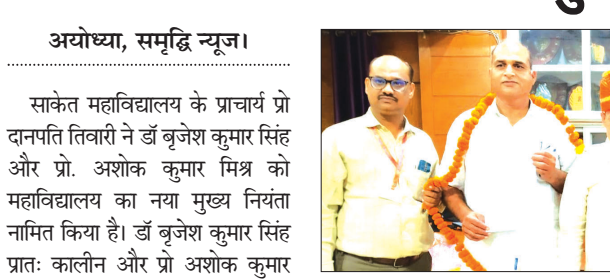 अयोध्या, समृद्धि न्यूज।
साकेत महाविद्यालय के प्राचार्य प्रो
दानपति तिवारी ने डॉ बृजेश कुमार सिंह
और प्रो. अशोक कुमार मिश्र को
महाविद्यालय का नया मुख्य नियंता
नामित किया है। डॉ बृजेश कुमार सिंह
प्रातः कालीन और प्रो अशोक कुमार